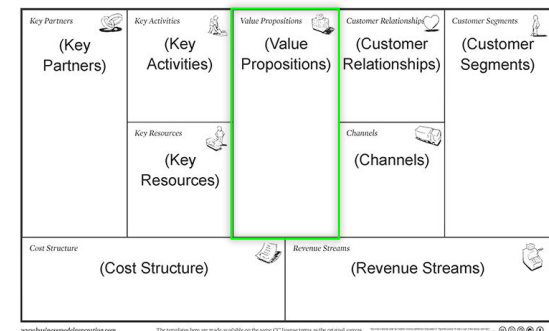 Key Partners
(Key
Partners)
Key Activities
(Key
Activities)
Value Propositions
(Value
Propositions)
Customer Relationships
(Customer
Relationships)
Customer Segments
(Customer
Segments)
Key Resources
(Key
Resources)
Channels
(Channels)
Cost Structure
(Cost Structure)
Revenue Streams
(Revenue Streams)